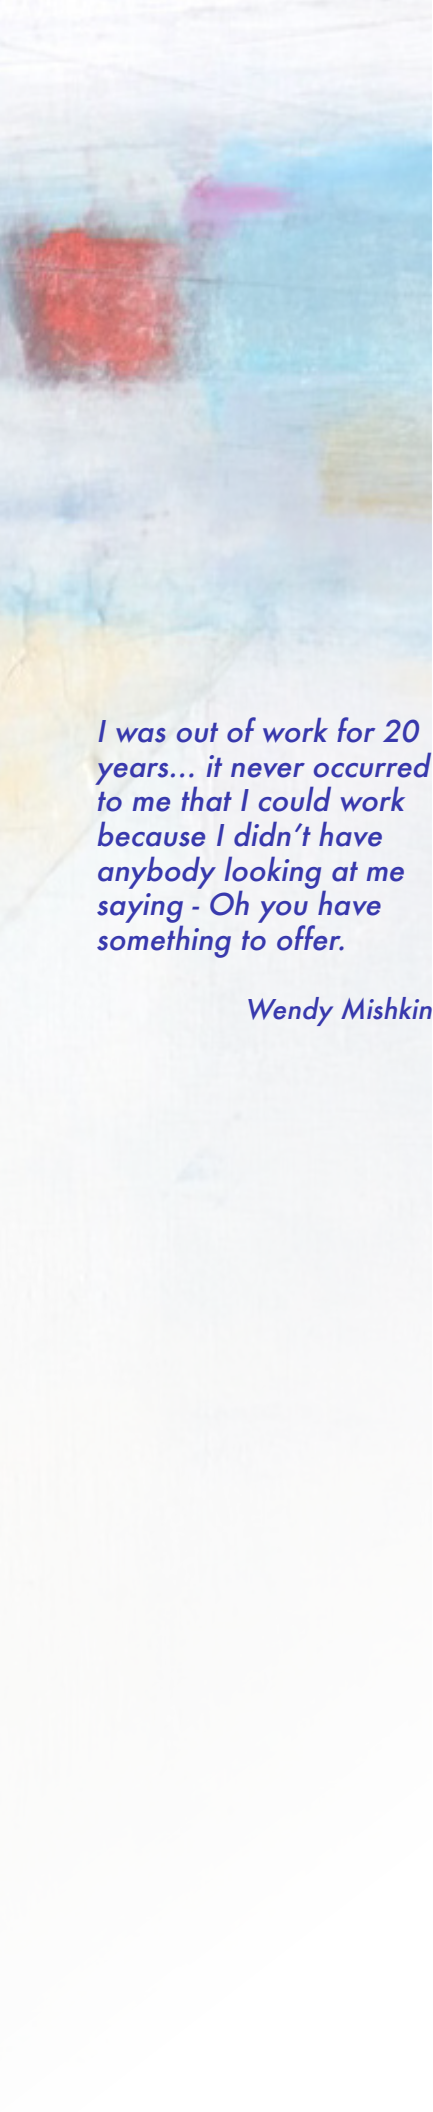 I was out of work for 20
years... it never occurred
to me that I could work
because I didn’t have
anybody looking at me
saying - Oh you have
something to offer.
Wendy Mishkin